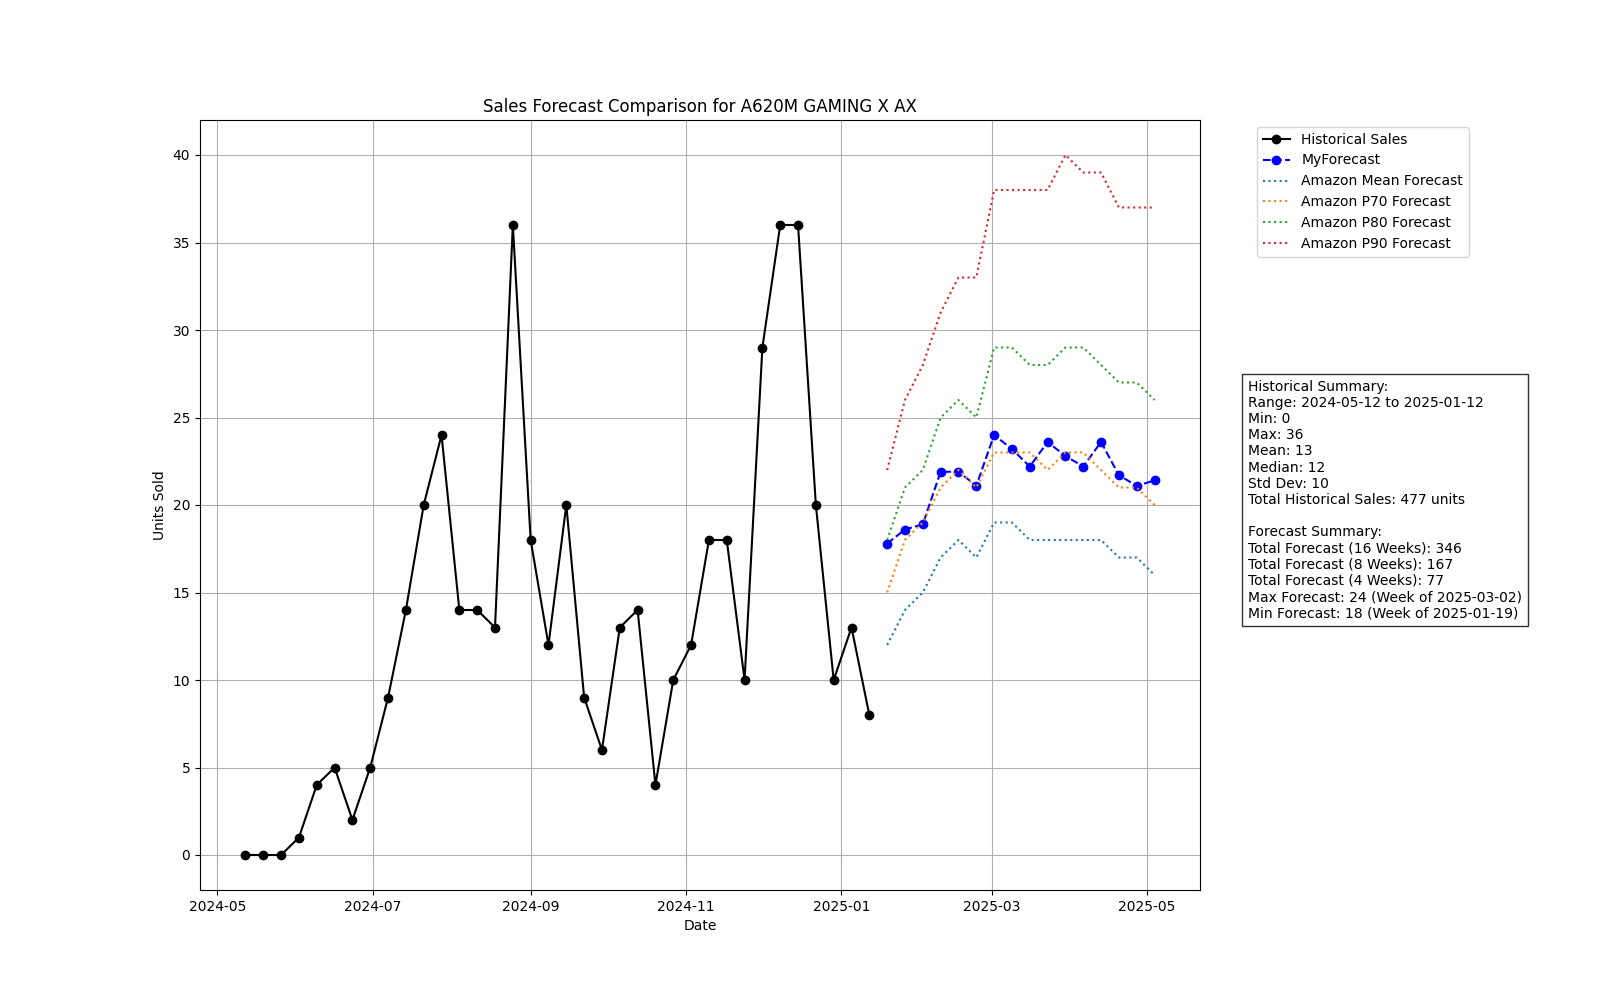 Sales Forecast Comparison for A620M GAMING X AX
Historical Sales
MyForecast
Amazon Mean Forecast
Amazon P70 Forecast
Amazon P80 Forecast
Amazon P90 Forecast
40
35
30
25
20
15
10
5
0
Units Sold
Historical Summary:
Range: 2024-05-12 to 2025-01-12
Min: 0
Max: 36
Mean: 13
Median: 12
Std Dev: 10
Total Historical Sales: 477 units
Forecast Summary:
Total Forecast (16 Weeks): 346
Total Forecast (8 Weeks): 167
Total Forecast (4 Weeks): 77
Max Forecast: 24 (Week of 2025-03-02)
Min Forecast: 18 (Week of 2025-01-19)
2024-05 2024-07 2024-09 2024-11 2025-01 2025-03 2025-05
Date